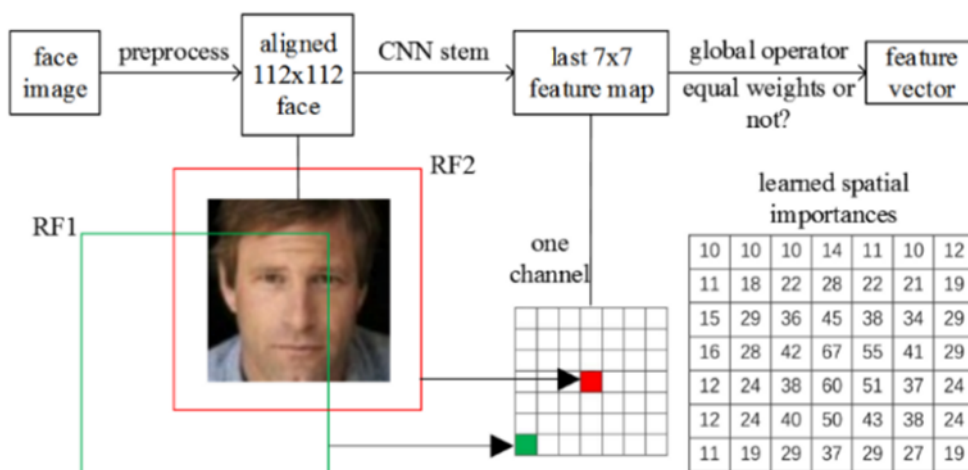 face
image
preprocess
aligned
112x112
face
CNN stem
last 7x7
feature map
global operator
equal weights or
not?
feature
vector
RF2
RF1
one
channel
learned spatial
importances
10 10 10 14 11 10 12
11 18 22 28 22 21 19
15 29 36 45 38 34 29
16 28 42 67 55 41 29
12 24 38 60 51 37 24
12 24 40 50 43 38 24
11 19 29 37 29 27 19